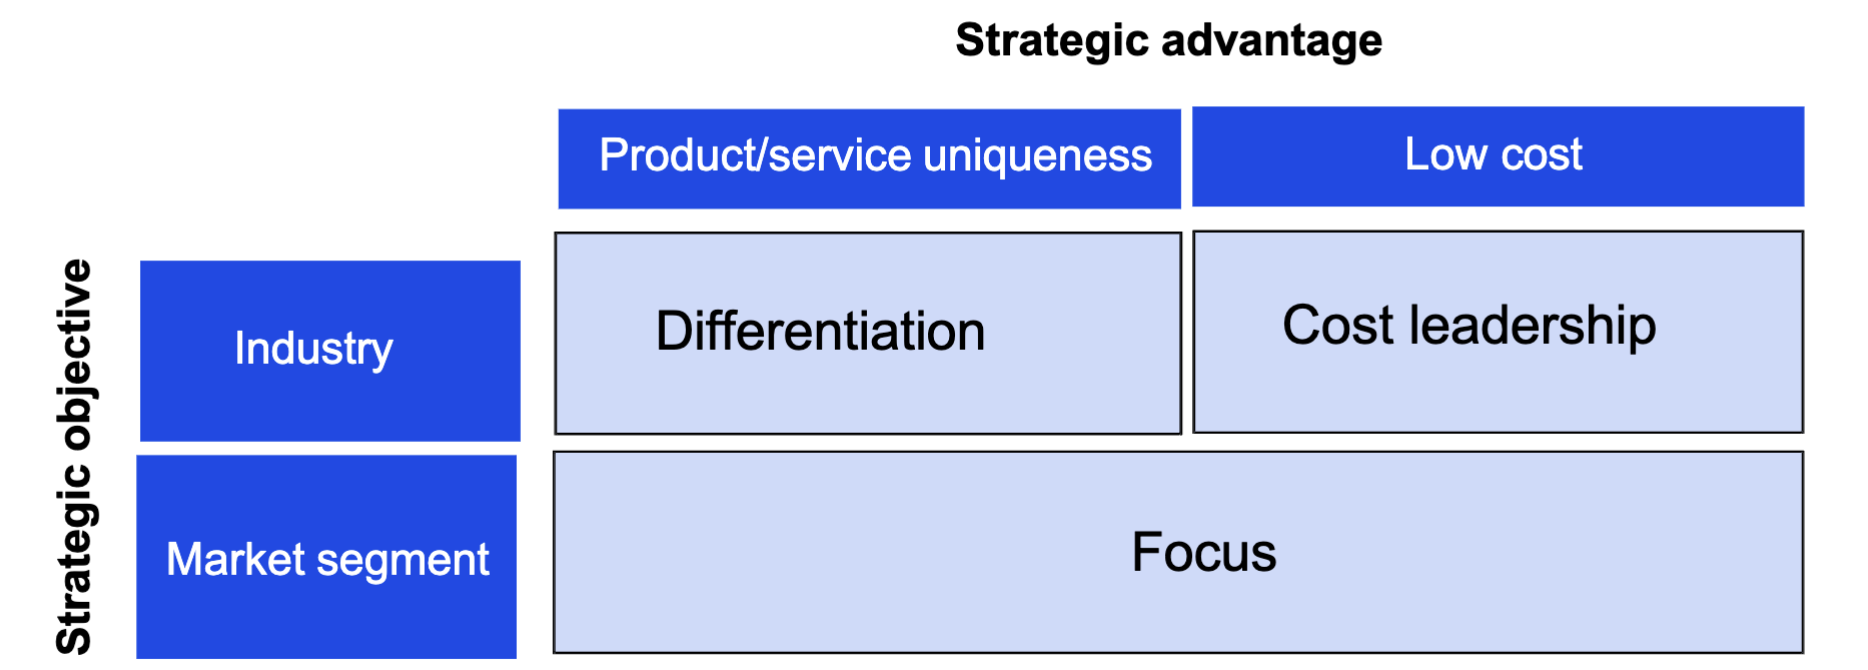 Strategic advantage
Product/service uniqueness
Low cost
Strategic objective
Industry
Differentiation
Cost leadership
Market segment
Focus